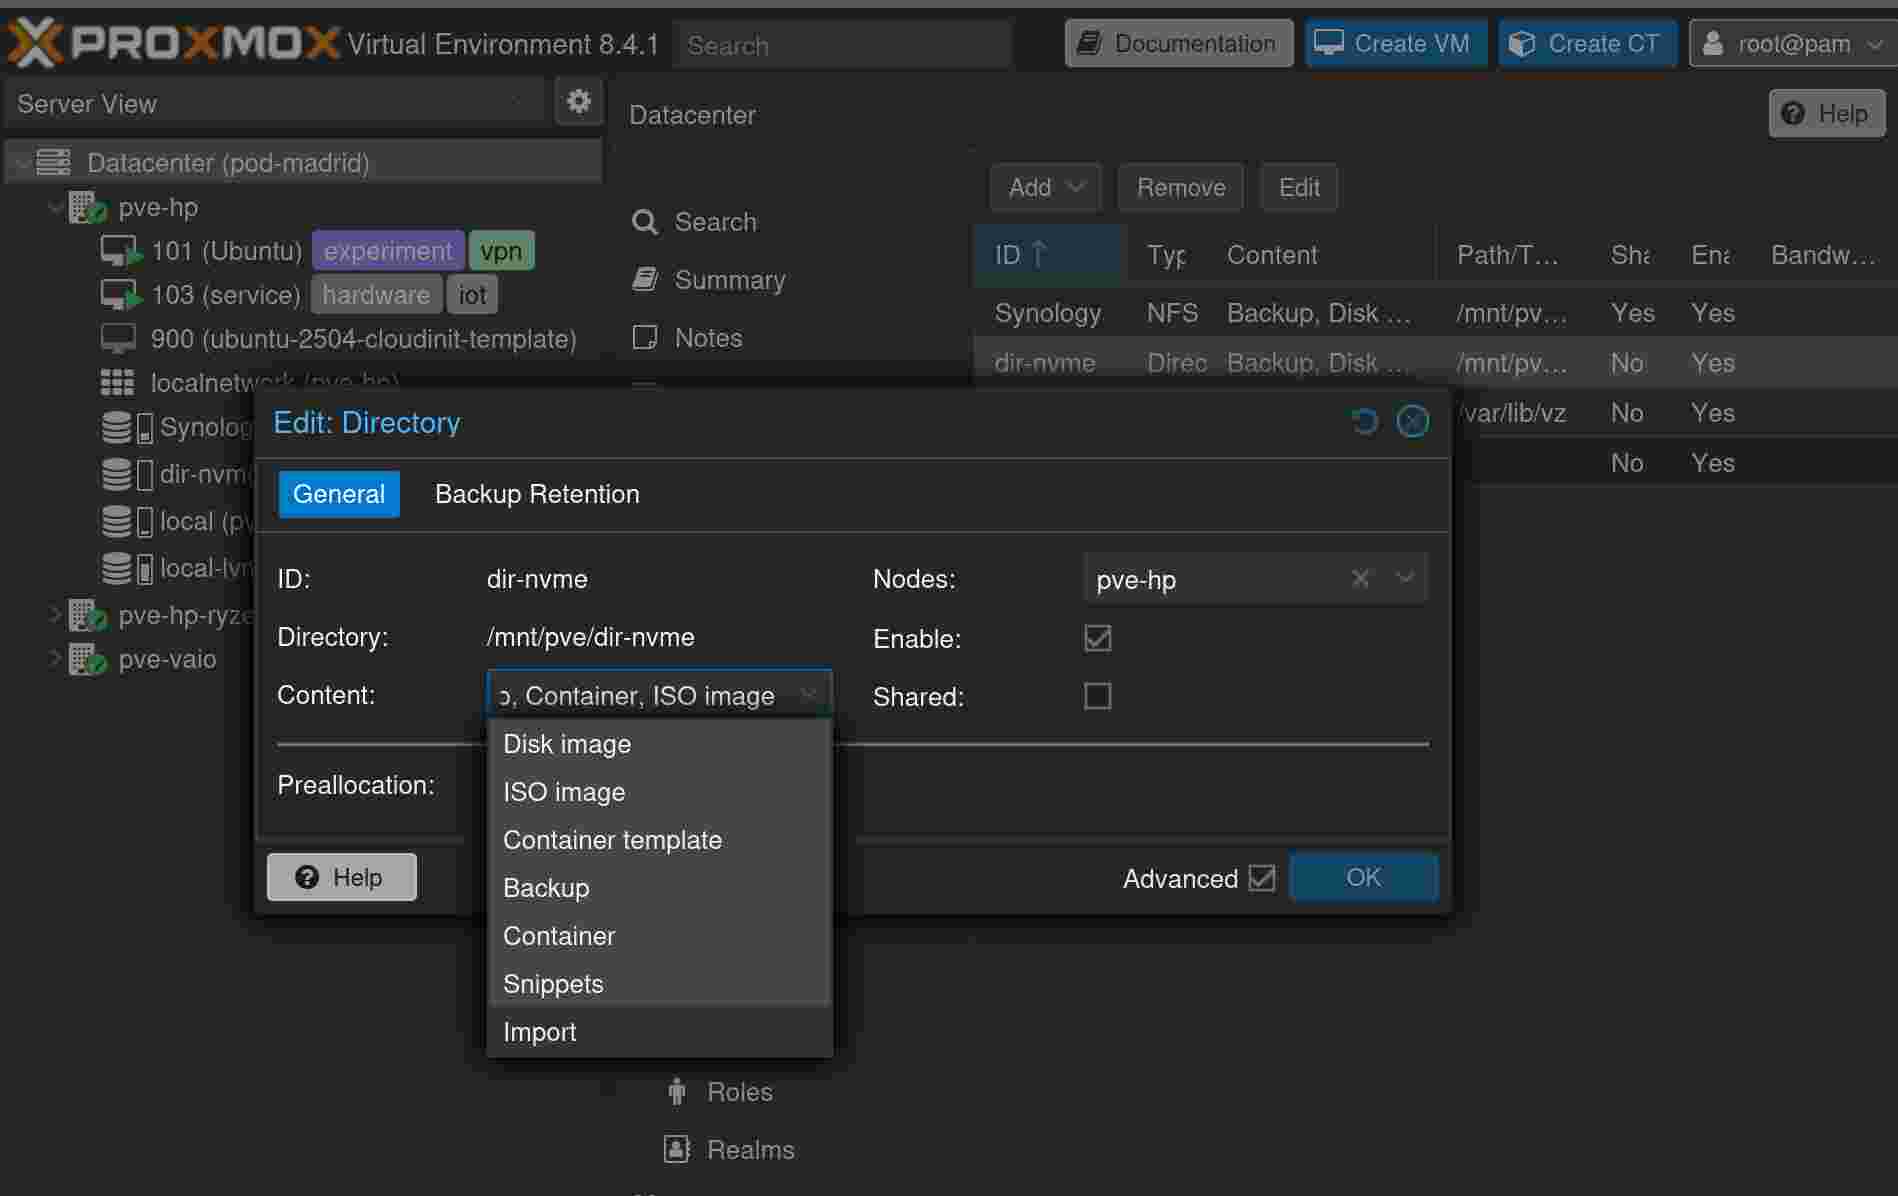 PROXMOX Virtual Environment 8.4.1
Search
Documentation
Create VM
Create CT
root@pam
Server View
Datacenter
Help
Datacenter (pod-madrid)
pve-hp
101 (Ubuntu) experiment vpn
103 (service) hardware iot
900 (ubuntu-2504-cloudinit-template)
localnetwork (pve-hp)
Synolog
dir-nvm
local (pv
local-lvm
pve-hp-ryze
pve-vaio
Search
Summary
Notes
Add
Remove
Edit
ID Typ Content Path/T... Sha Ena Bandw...
Synology NFS Backup, Disk ... /mnt/pv... Yes Yes
dir-nvme Direc Backup, Disk ... /mnt/pv... No Yes
/var/lib/vz No Yes
No Yes
Edit: Directory
General
Backup Retention
ID: dir-nvme
Nodes: pve-hp
Directory: /mnt/pve/dir-nvme
Enable:
Content: , Container, ISO image
Shared:
Disk image
ISO image
Container template
Backup
Container
Snippets
Import
Preallocation:
Help
Advanced
OK
Roles
Realms